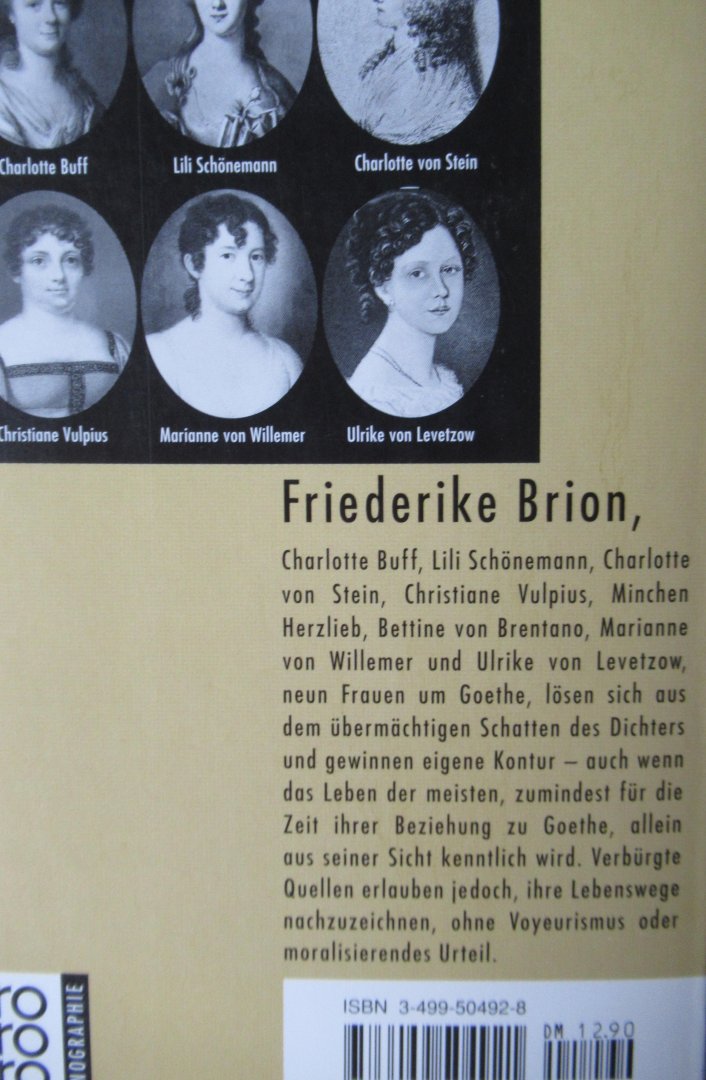 Charlotte Buff
Lili Schönemann
Charlotte von Stein
Christiane Vulpius
Marianne von Willemer
Ulrike von Levetzow
Friederike Brion,
Charlotte Buff, Lili Schönemann, Charlotte
von Stein, Christiane Vulpius, Minchen
Herzlieb, Bettine von Brentano, Marianne
von Willemer und Ulrike von Levetzow,
neun Frauen um Goethe, lösen sich aus
dem übermächtigen Schatten des Dichters
und gewinnen eigene Kontur – auch wenn
das Leben der meisten, zumindest für die
Zeit ihrer Beziehung zu Goethe, allein
aus seiner Sicht kenntlich wird. Verbürgte
Quellen erlauben jedoch, ihre Lebenswege
nachzuzeichnen, ohne Voyeurismus oder
moralisierendes Urteil.
ISBN 3-499-50492-8
DM 12.90